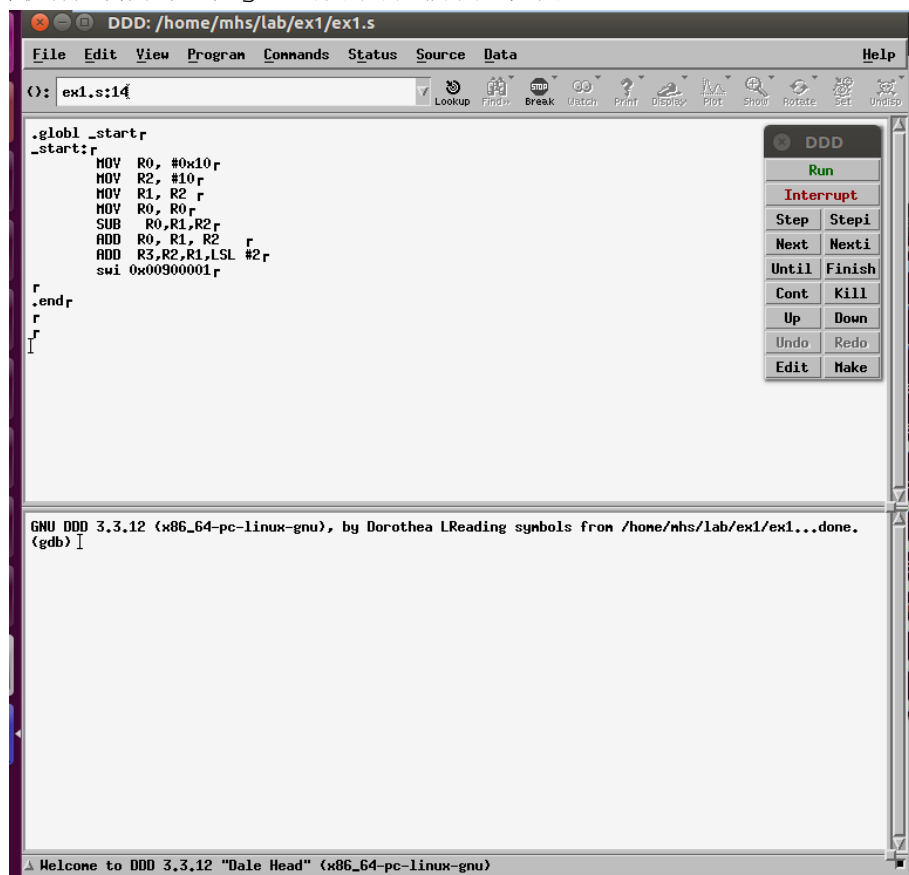 DDD: /home/mhs/lab/ex1/ex1.s
File Edit View Program Commands Status Source Data Help
(): ex1.s:14
Lookup Find» Break Watch Print Display Plot Show Rotate Set Undisp
.globl _start┌
_start:┌
MOV R0, #0x10┌
MOV R2, #10┌
MOV R1, R2 ┌
MOV R0, R0┌
SUB R0,R1,R2┌
ADD R0, R1, R2 ┌
ADD R3,R2,R1,LSL #2┌
swi 0x00900001┌
┌
.end┌
┌
┌
DDD
Run
Interrupt
Step Stepi
Next Nexti
Until Finish
Cont Kill
Up Down
Undo Redo
Edit Make
GNU DDD 3.3.12 (x86_64-pc-linux-gnu), by Dorothea LReading symbols from /home/mhs/lab/ex1/ex1...done.
(gdb)
Welcome to DDD 3.3.12 "Dale Head" (x86_64-pc-linux-gnu)